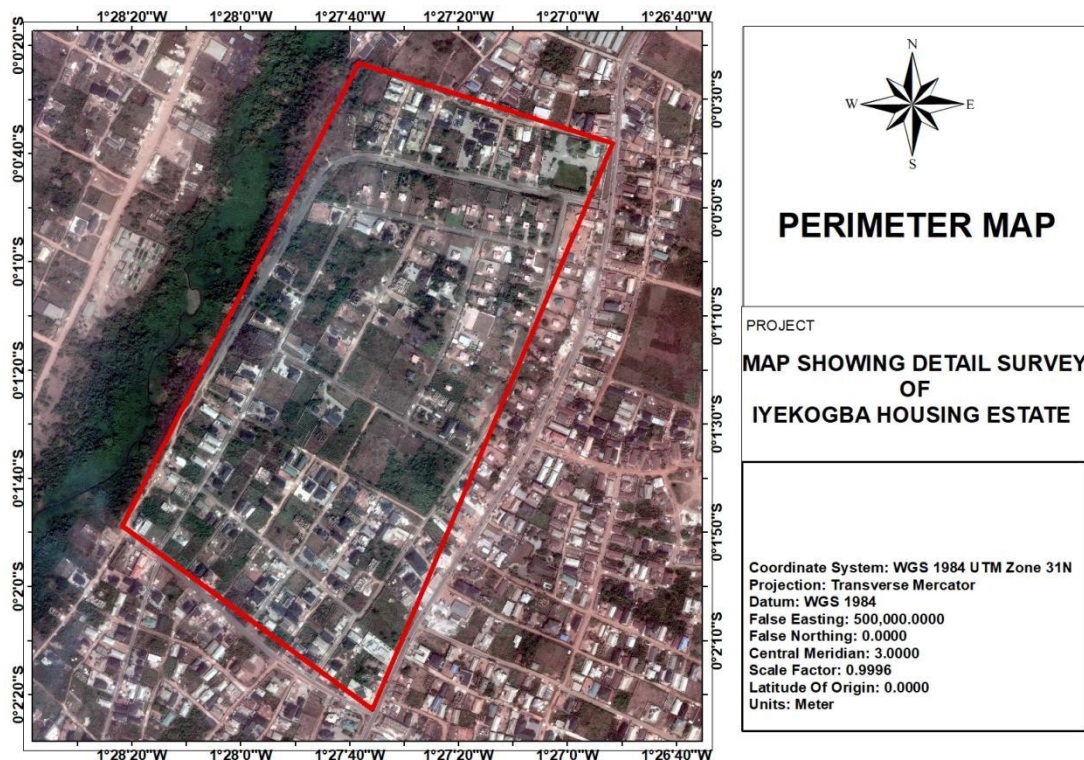 1°28'20"W 1°28'0"W 1°27'40"W 1°27'20"W 1°27'0"W 1°26'40"W
0°0'20"S
0°0'30"S
0°0'40"S
0°0'50"S
0°1'0"S
0°1'10"S
0°1'20"S
0°1'30"S
0°1'40"S
0°1'50"S
0°2'0"S
0°2'10"S
0°2'20"S
1°28'20"W 1°28'0"W 1°27'40"W 1°27'20"W 1°27'0"W 1°26'40"W
N
W E
S
PERIMETER MAP
PROJECT
MAP SHOWING DETAIL SURVEY
OF
IYEKOGBA HOUSING ESTATE
Coordinate System: WGS 1984 UTM Zone 31N
Projection: Transverse Mercator
Datum: WGS 1984
False Easting: 500,000.0000
False Northing: 0.0000
Central Meridian: 3.0000
Scale Factor: 0.9996
Latitude Of Origin: 0.0000
Units: Meter